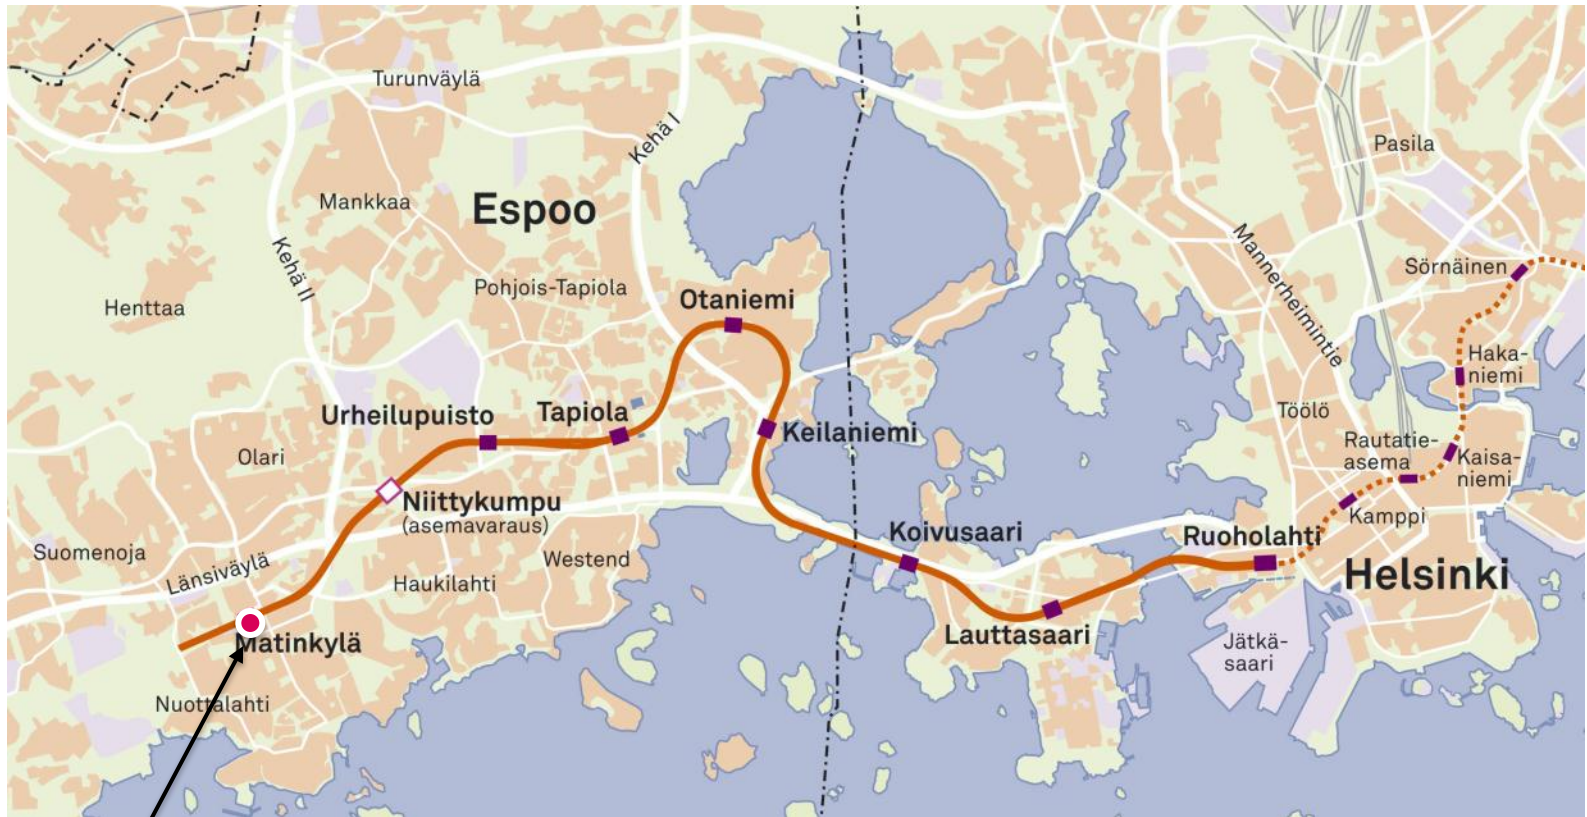 Turunväylä
Kehä I
Pasila
Mankkaa
Espoo
Kehä II
Mannerheimintie
Sörnäinen
Pohjois-Tapiola
Henttaa
Otaniemi
Haka-
niemi
Töölö
Urheilupuisto
Tapiola
Keilaniemi
Rautatie-
asema
Kaisa-
niemi
Olari
Niittykumpu
(asemavaraus)
Kamppi
Koivusaari
Ruoholahti
Suomenoja
Westend
Länsiväylä
Haukilahti
Helsinki
Matinkylä
Lauttasaari
Jätkä-
saari
Nuottalahti